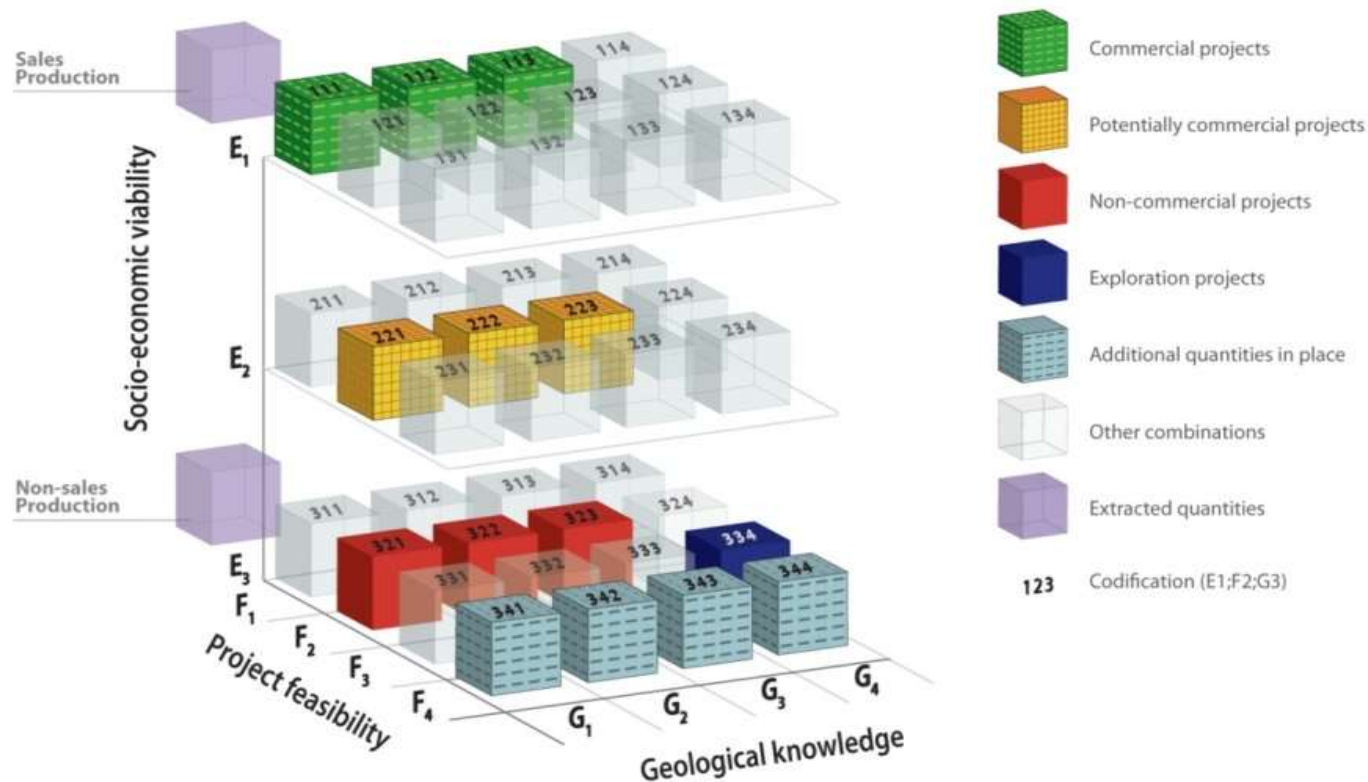 Sales
Production
Socio-economic viability
E1
111
112
113
114
121
122
123
124
131
132
133
134
E2
211
212
213
214
221
222
223
224
231
232
233
234
Non-sales
Production
E3
311
312
313
314
321
322
323
324
331
332
333
334
341
342
343
344
F1
F2
F3
F4
Project feasibility
G1
G2
G3
G4
Geological knowledge
Commercial projects
Potentially commercial projects
Non-commercial projects
Exploration projects
Additional quantities in place
Other combinations
Extracted quantities
123 Codification (E1;F2;G3)